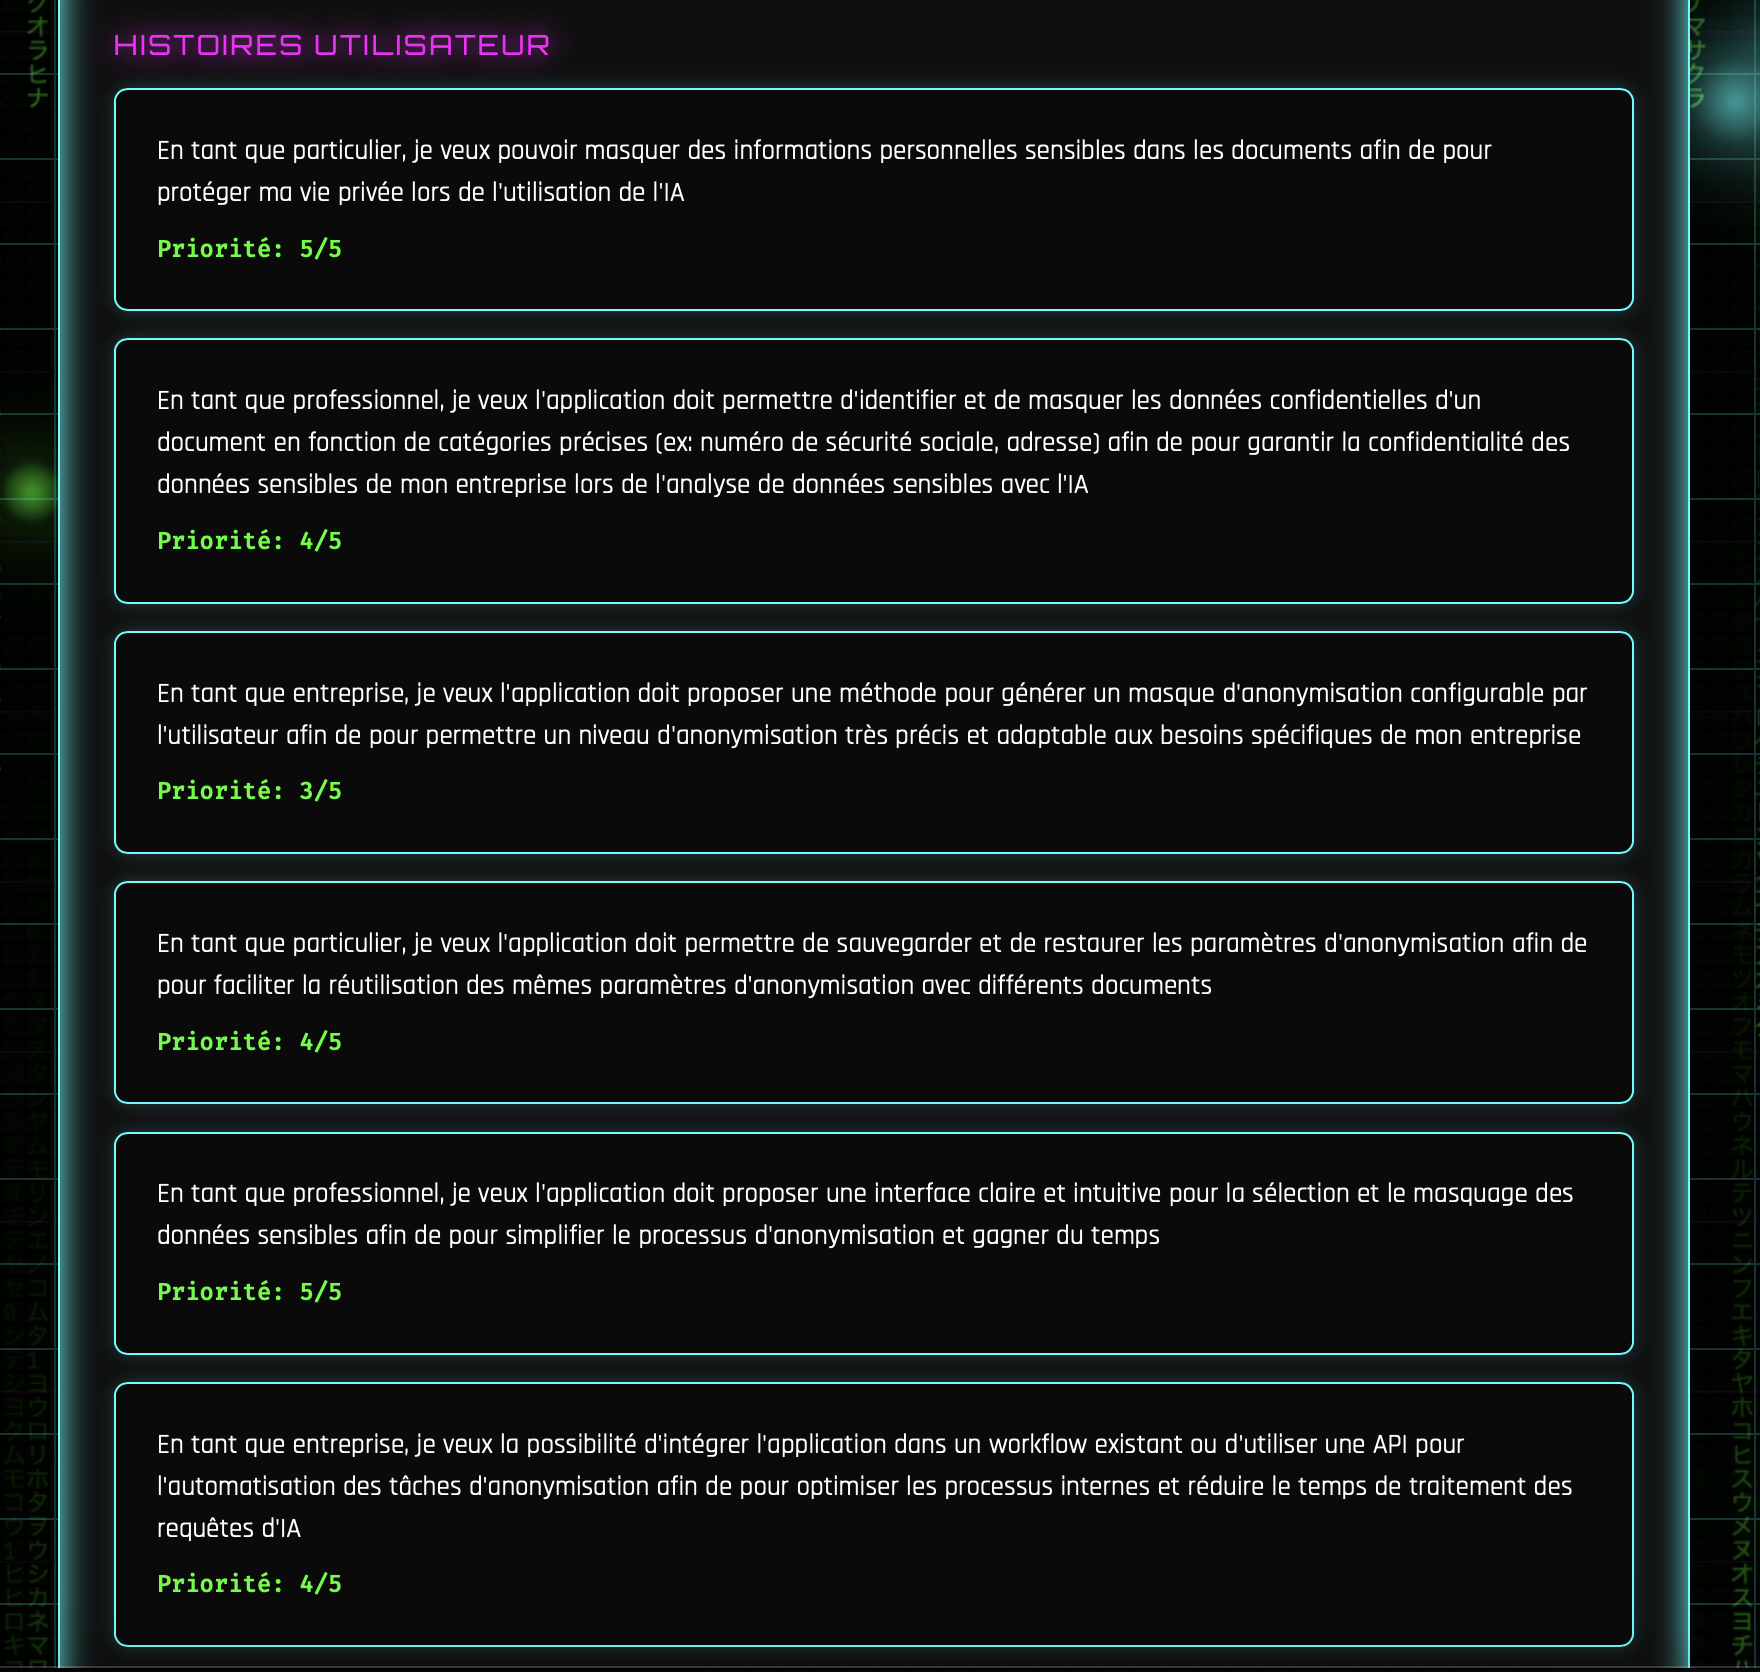 HISTOIRES UTILISATEUR
En tant que particulier, je veux pouvoir masquer des informations personnelles sensibles dans les documents afin de pour
protéger ma vie privée lors de l'utilisation de l'IA
Priorité: 5/5
En tant que professionnel, je veux l'application doit permettre d'identifier et de masquer les données confidentielles d'un
document en fonction de catégories précises (ex: numéro de sécurité sociale, adresse) afin de pour garantir la confidentialité des
données sensibles de mon entreprise lors de l'analyse de données sensibles avec l'IA
Priorité: 4/5
En tant que entreprise, je veux l'application doit proposer une méthode pour générer un masque d'anonymisation configurable par
l'utilisateur afin de pour permettre un niveau d'anonymisation très précis et adaptable aux besoins spécifiques de mon entreprise
Priorité: 3/5
En tant que particulier, je veux l'application doit permettre de sauvegarder et de restaurer les paramètres d'anonymisation afin de
pour faciliter la réutilisation des mêmes paramètres d'anonymisation avec différents documents
Priorité: 4/5
En tant que professionnel, je veux l'application doit proposer une interface claire et intuitive pour la sélection et le masquage des
données sensibles afin de pour simplifier le processus d'anonymisation et gagner du temps
Priorité: 5/5
En tant que entreprise, je veux la possibilité d'intégrer l'application dans un workflow existant ou d'utiliser une API pour
l'automatisation des tâches d'anonymisation afin de pour optimiser les processus internes et réduire le temps de traitement des
requêtes d'IA
Priorité: 4/5